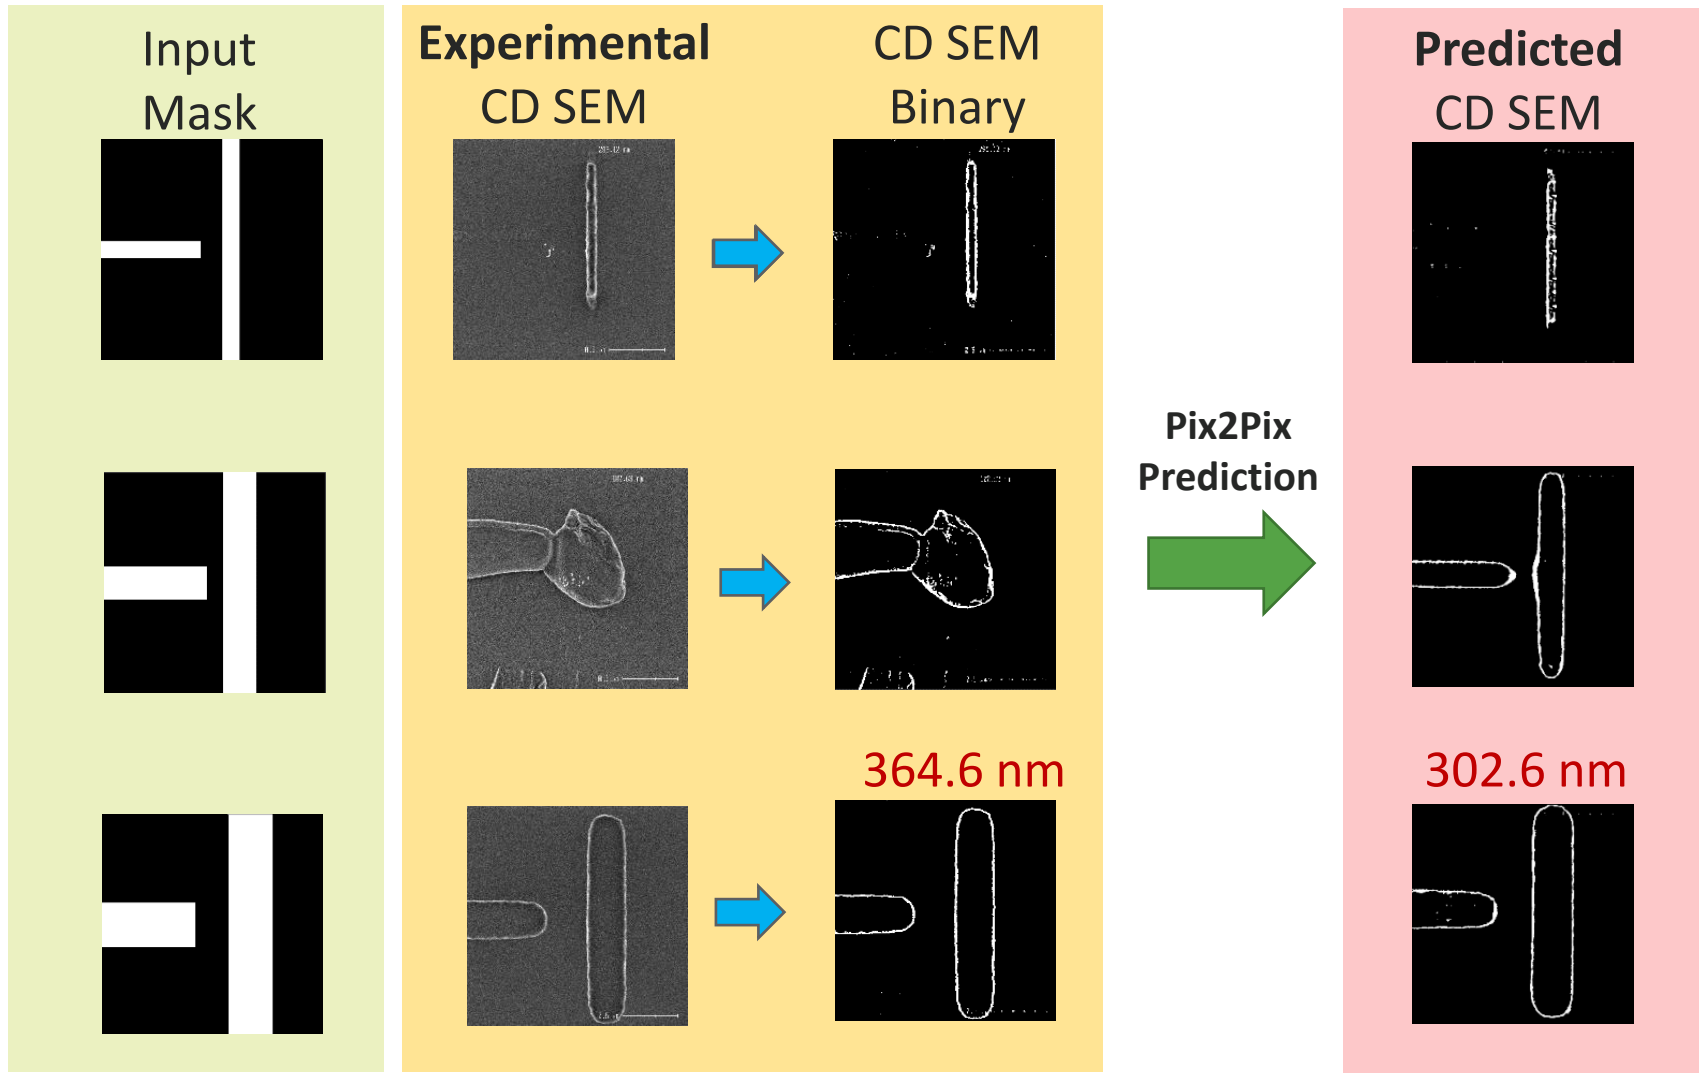 Input
Mask
Experimental
CD SEM
CD SEM
Binary
Predicted
CD SEM
Pix2Pix
Prediction
364.6 nm
302.6 nm